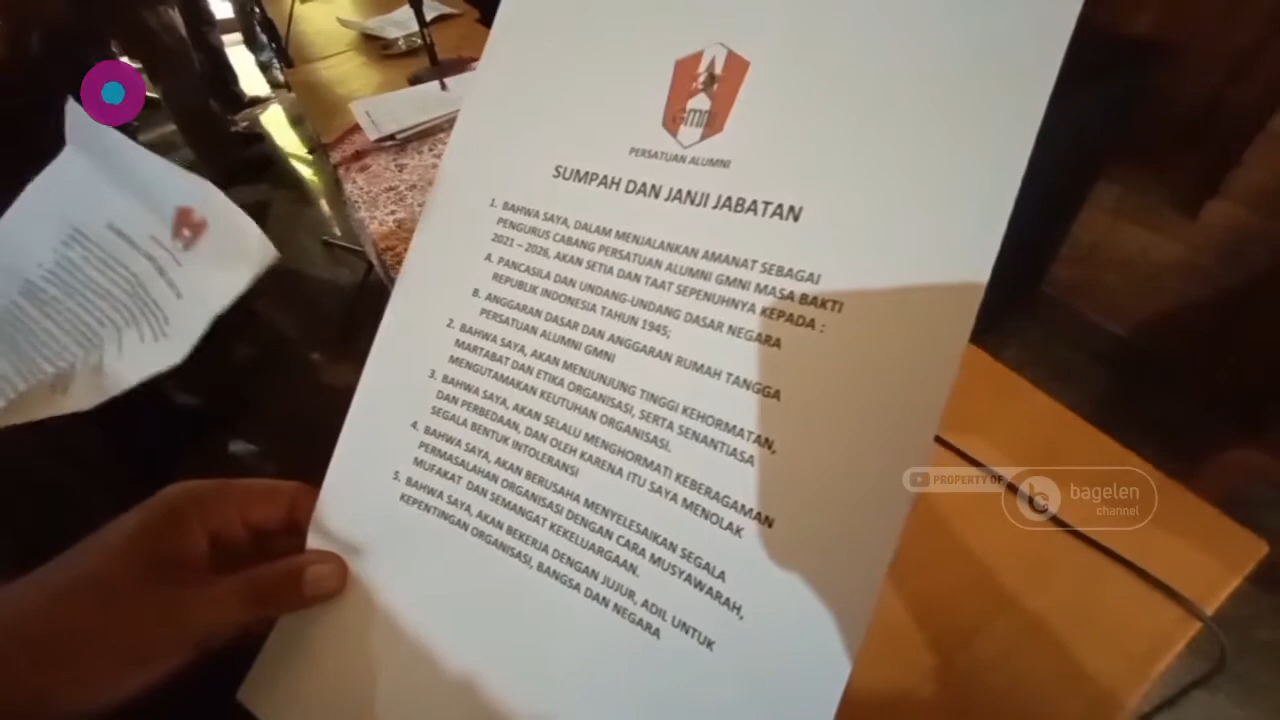 GMNI
PERSATUAN ALUMNI
SUMPAH DAN JANJI JABATAN
1. BAHWA SAYA, DALAM MENJALANKAN AMANAT SEBAGAI
PENGURUS CABANG PERSATUAN ALUMNI GMNI MASA BAKTI
2021 – 2026, AKAN SETIA DAN TAAT SEPENUHNYA KEPADA :
A. PANCASILA DAN UNDANG-UNDANG DASAR NEGARA
REPUBLIK INDONESIA TAHUN 1945;
B. ANGGARAN DASAR DAN ANGGARAN RUMAH TANGGA
PERSATUAN ALUMNI GMNI
2. BAHWA SAYA, AKAN MENJUNJUNG TINGGI KEHORMATAN,
MARTABAT DAN ETIKA ORGANISASI, SERTA SENANTIASA
MENGUTAMAKAN KEUTUHAN ORGANISASI.
3. BAHWA SAYA, AKAN SELALU MENGHORMATI KEBERAGAMAN
DAN PERBEDAAN, DAN OLEH KARENA ITU SAYA MENOLAK
SEGALA BENTUK INTOLERANSI
4. BAHWA SAYA, AKAN BERUSAHA MENYELESAIKAN SEGALA
PERMASALAHAN ORGANISASI DENGAN CARA MUSYAWARAH,
MUFAKAT DAN SEMANGAT KEKELUARGAAN.
5. BAHWA SAYA, AKAN BEKERJA DENGAN JUJUR, ADIL UNTUK
KEPENTINGAN ORGANISASI, BANGSA DAN NEGARA
PROPERTY OF
bagelen
channel